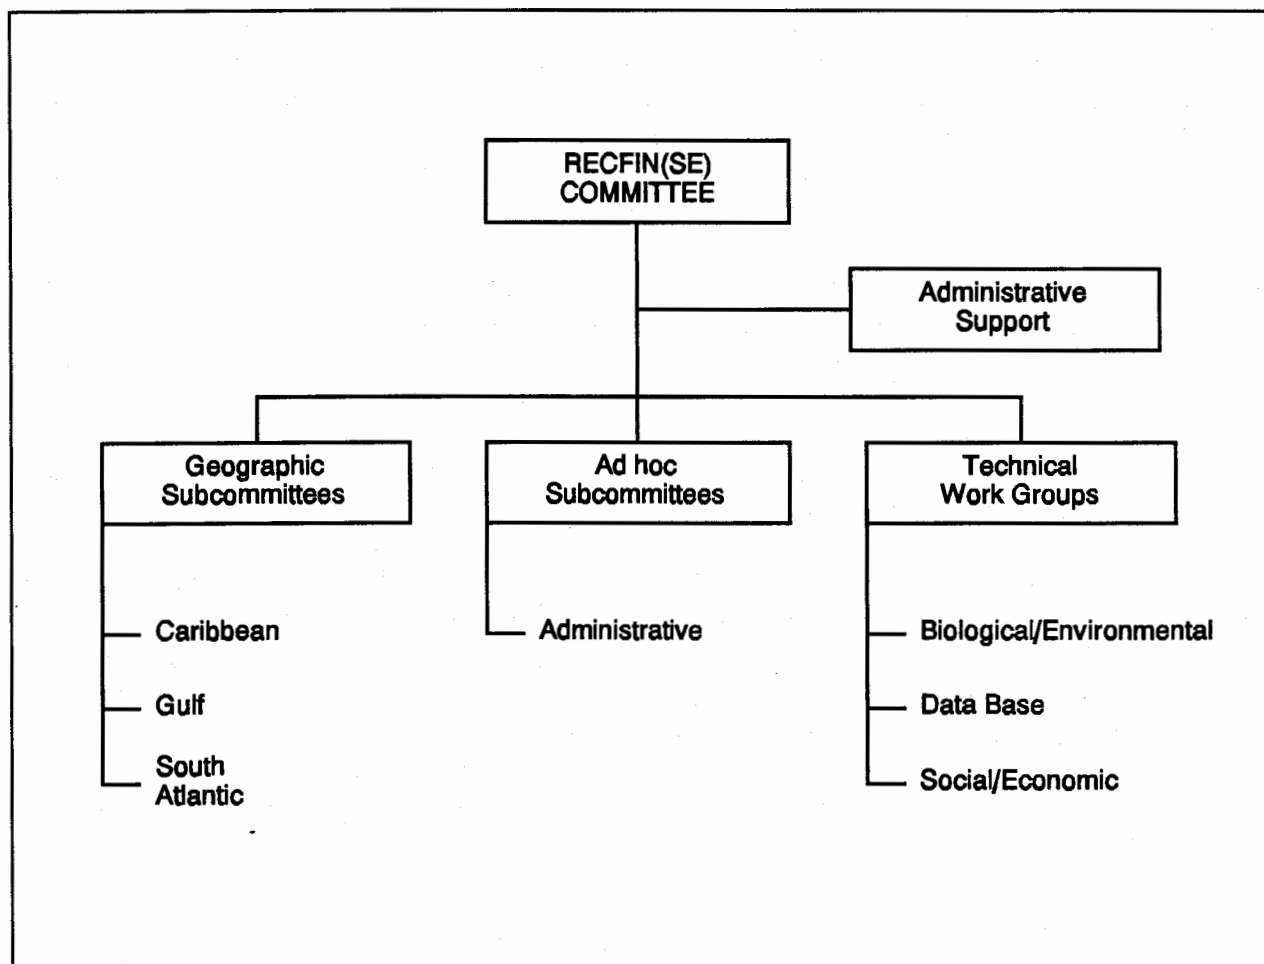 RECFIN(SE)
COMMITTEE
Administrative
Support
Geographic
Subcommittees
Ad hoc
Subcommittees
Technical
Work Groups
Caribbean
Administrative
Biological/Environmental
Gulf
Data Base
South
Atlantic
Social/Economic